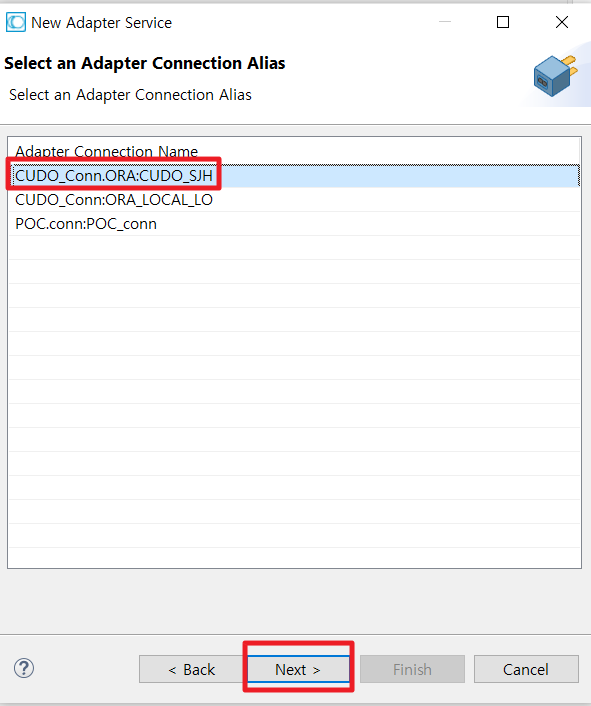 New Adapter Service
Select an Adapter Connection Alias
Select an Adapter Connection Alias
Adapter Connection Name
CUDO_Conn.ORA:CUDO_SJH
CUDO_Conn:ORA_LOCAL_LO
POC.conn:POC_conn
?
< Back
Next >
Finish
Cancel